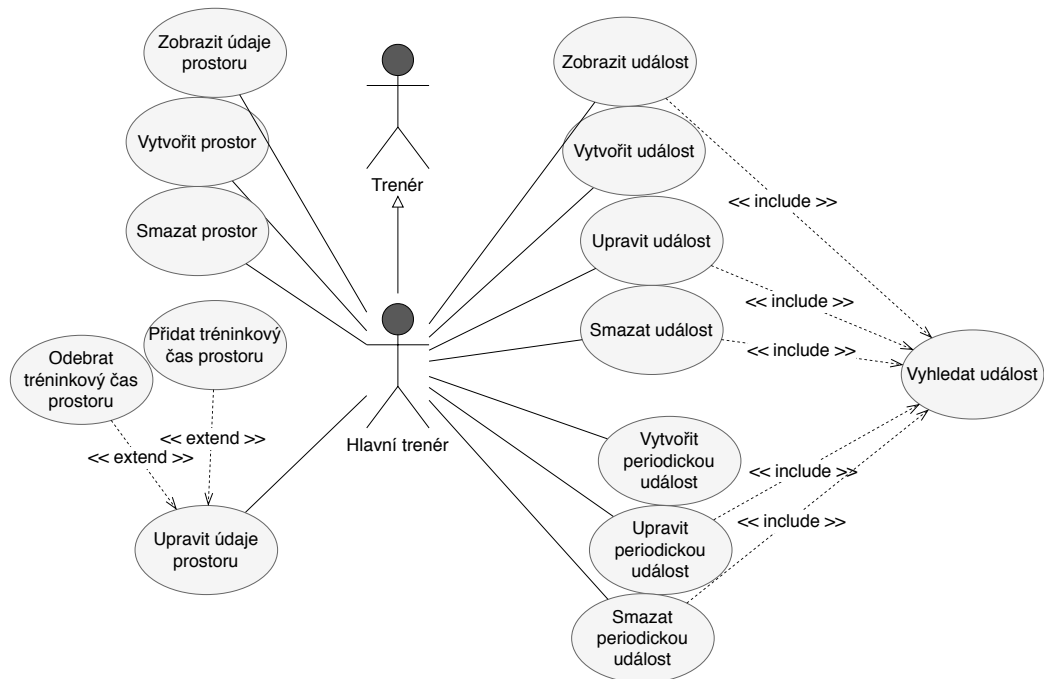 Zobrazit údaje
prostoru
Vytvořit prostor
Smazat prostor
Přidat tréninkový
čas prostoru
Odebrat
tréninkový čas
prostoru
<< extend >>
<< extend >>
Upravit údaje
prostoru
Trenér
Hlavní trenér
Zobrazit událost
Vytvořit událost
Upravit událost
Smazat událost
Vytvořit
periodickou
událost
Upravit
periodickou
událost
Smazat
periodickou
událost
<< include >>
<< include >>
<< include >>
<< include >>
<< include >>
Vyhledat událost